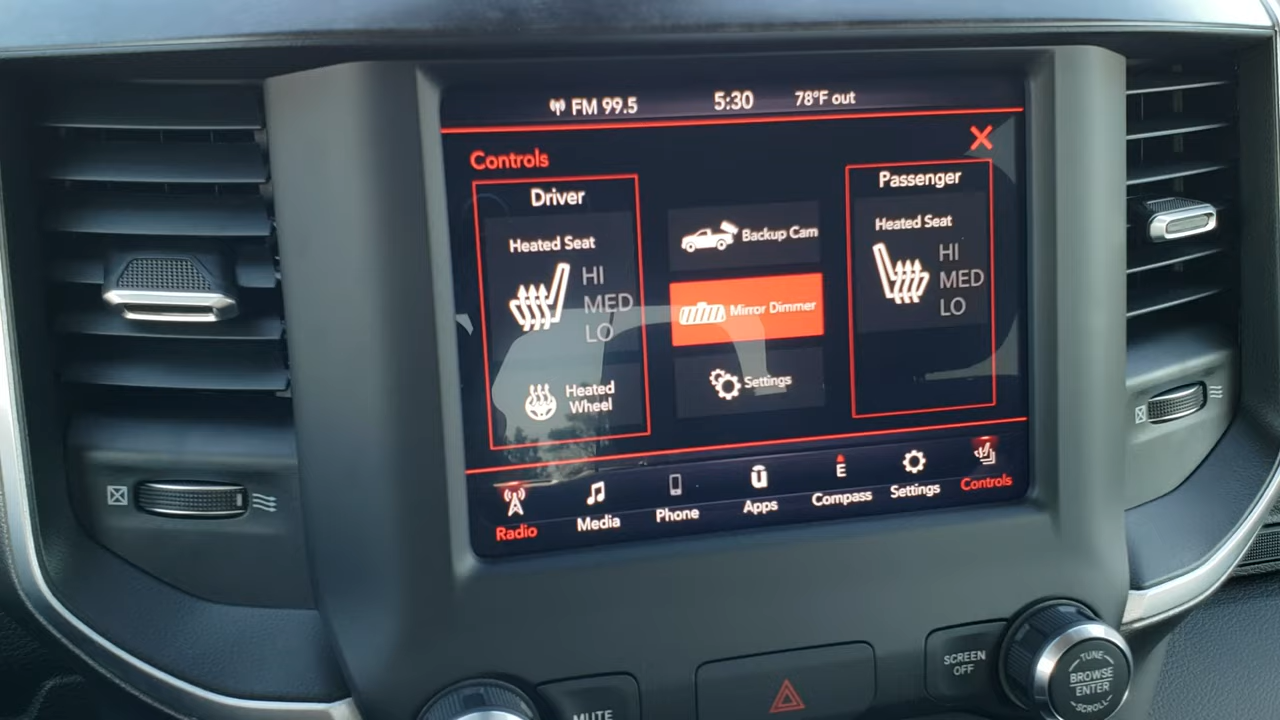 FM 99.5 5:30 78°F out
Controls
Driver
Heated Seat
HI
MED
LO
Heated
Wheel
Backup Cam
Mirror Dimmer
Settings
Passenger
Heated Seat
HI
MED
LO
Radio Media Phone Apps Compass Settings Controls
E
MUTE
SCREEN
OFF
TUNE
BROWSE
ENTER
SCROLL